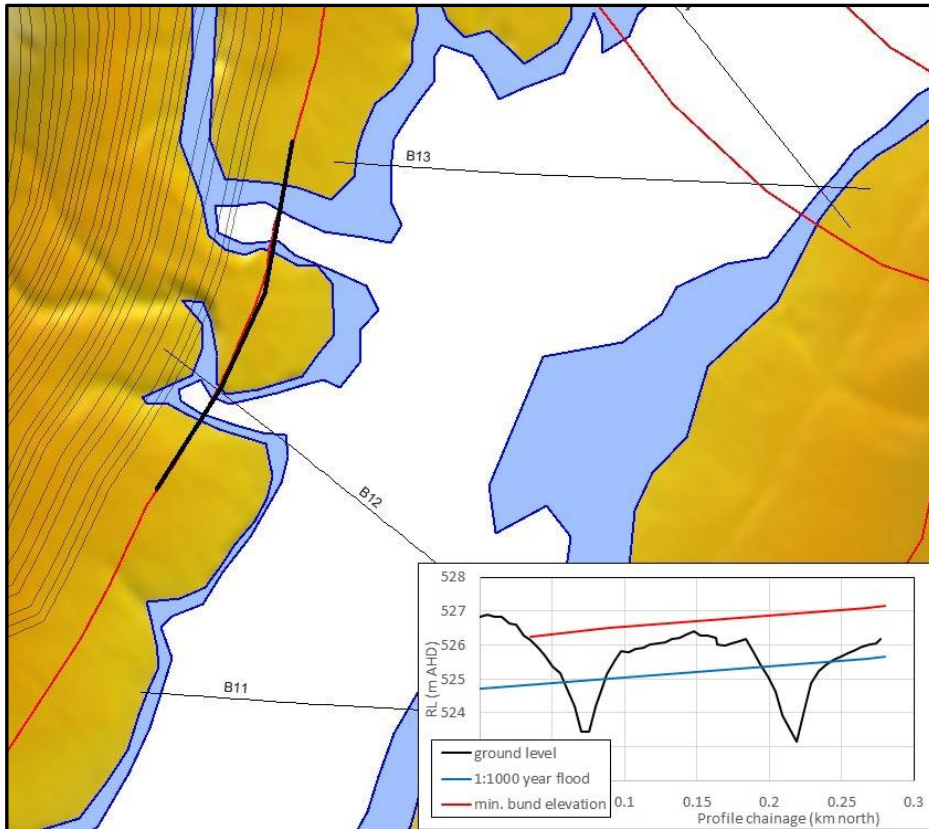 B13
B12
B11
528
527
526
525
524
RL (m AHD)
ground level
1:1000 year flood
min. bund elevation
0.1
0.15
0.2
0.25
0.3
Profile chainage (km north)